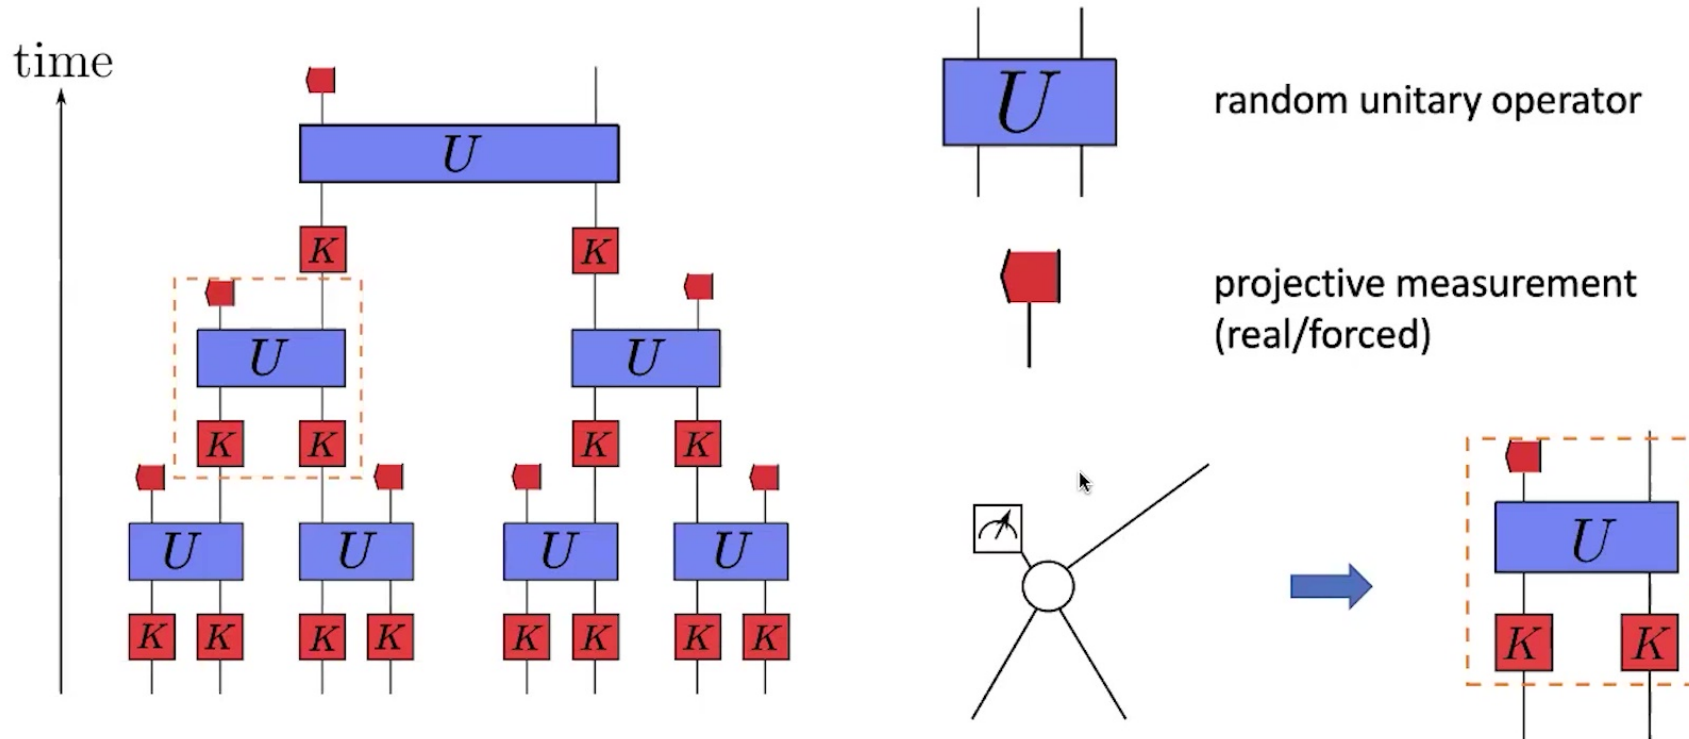 time
U
K K
U U
K K K K
U U U U
K K K K K K K K
U
random unitary operator
projective measurement
(real/forced)
U
K K